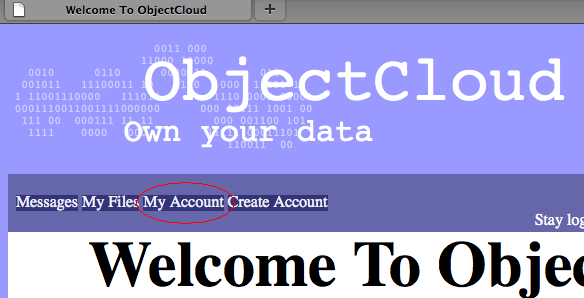 Welcome To ObjectCloud
ObjectCloud
Own your data
Messages My Files My Account Create Account
Stay log
Welcome To Objec